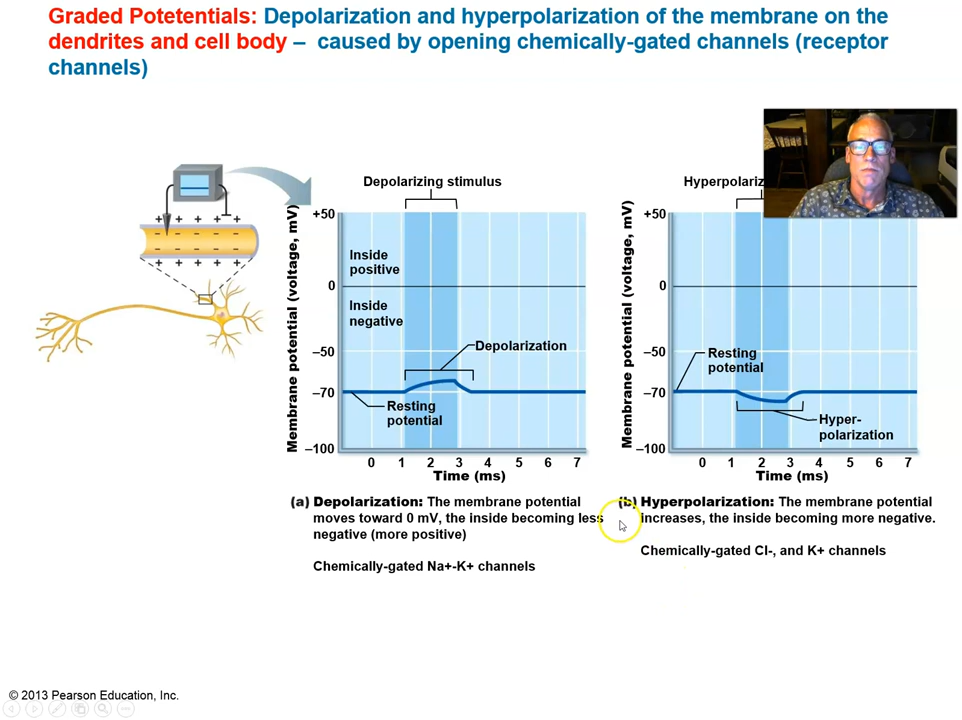 Graded Potetentials: Depolarization and hyperpolarization of the membrane on the
dendrites and cell body – caused by opening chemically-gated channels (receptor
channels)
Depolarizing stimulus
Membrane potential (voltage, mV)
+50
0
–50
–70
–100
Inside
positive
Inside
negative
Depolarization
Resting
potential
0 1 2 3 4 5 6 7
Time (ms)
(a) Depolarization: The membrane potential
moves toward 0 mV, the inside becoming less
negative (more positive)
Chemically-gated Na+-K+ channels
Membrane potential (voltage, mV)
+50
0
–50
–70
–100
Resting
potential
Hyper-
polarization
0 1 2 3 4 5 6 7
Time (ms)
(b) Hyperpolarization: The membrane potential
increases, the inside becoming more negative.
Chemically-gated Cl-, and K+ channels
© 2013 Pearson Education, Inc.